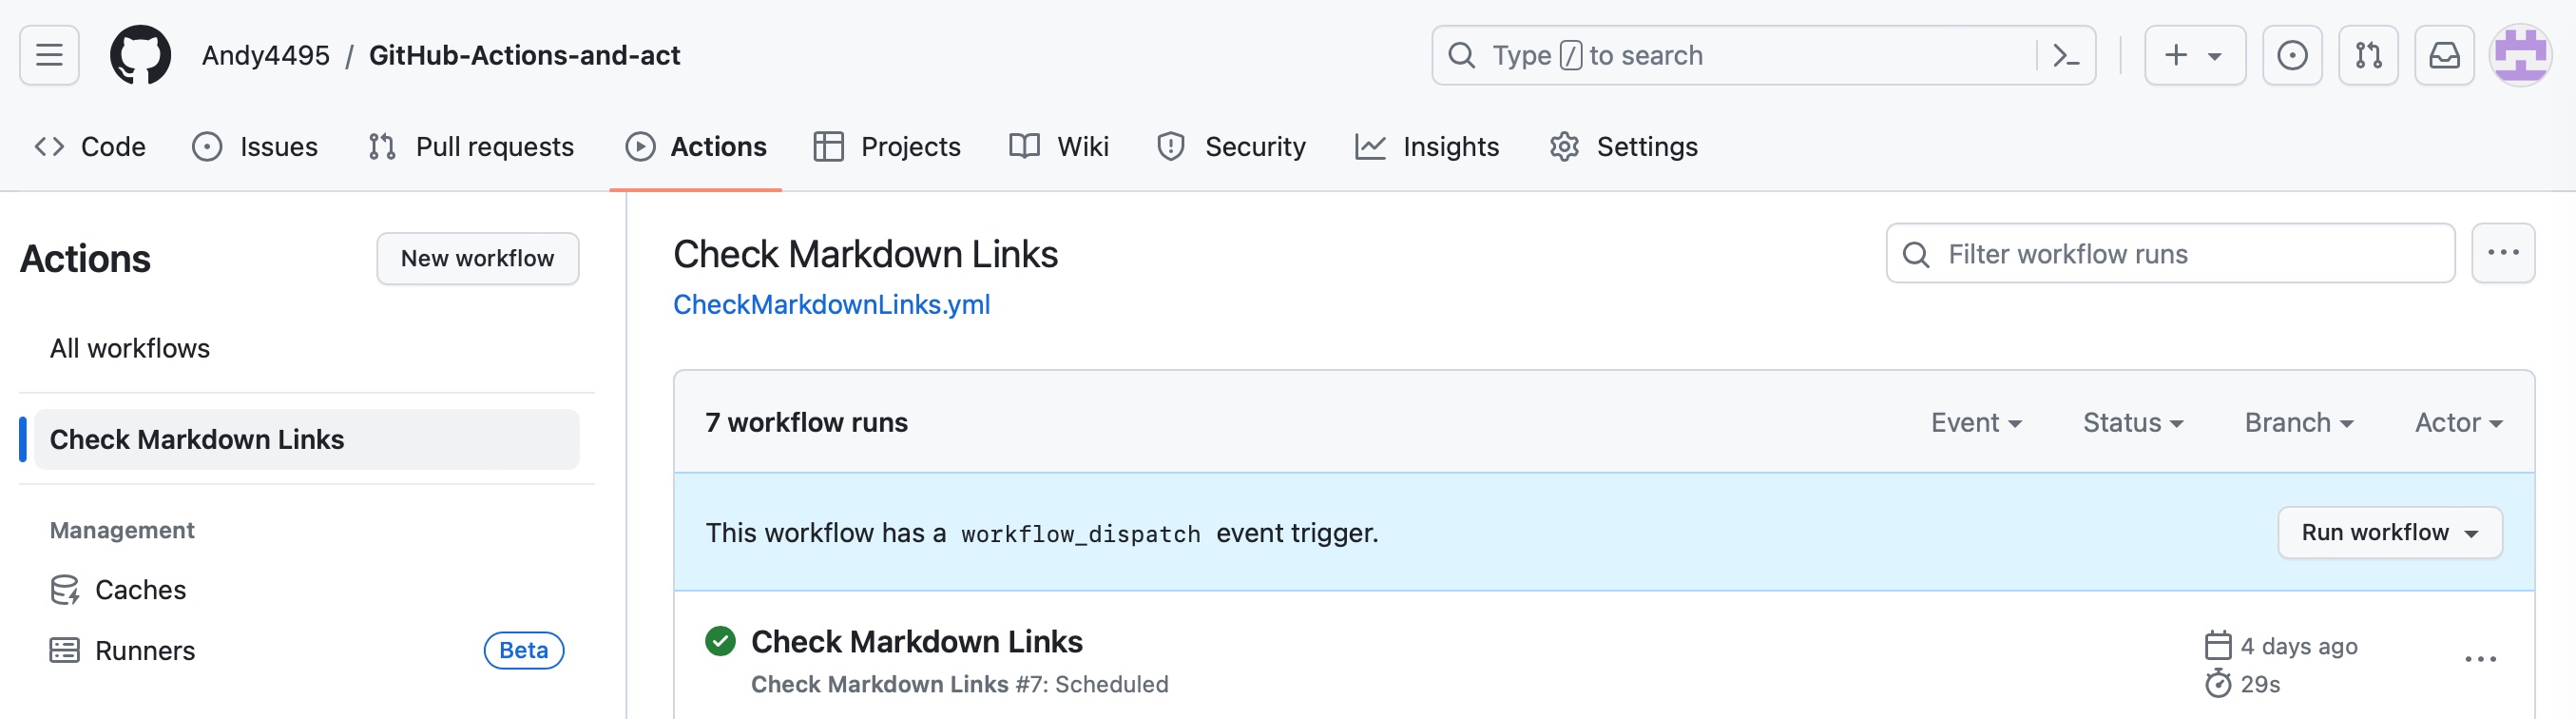 Andy4495 / GitHub-Actions-and-act
Type / to search
Code Issues Pull requests Actions Projects Wiki Security Insights Settings
Actions
New workflow
All workflows
Check Markdown Links
Management
Caches
Runners Beta
Check Markdown Links
CheckMarkdownLinks.yml
Filter workflow runs
7 workflow runs
Event Status Branch Actor
This workflow has a workflow_dispatch event trigger.
Run workflow
Check Markdown Links
Check Markdown Links #7: Scheduled
4 days ago
29s